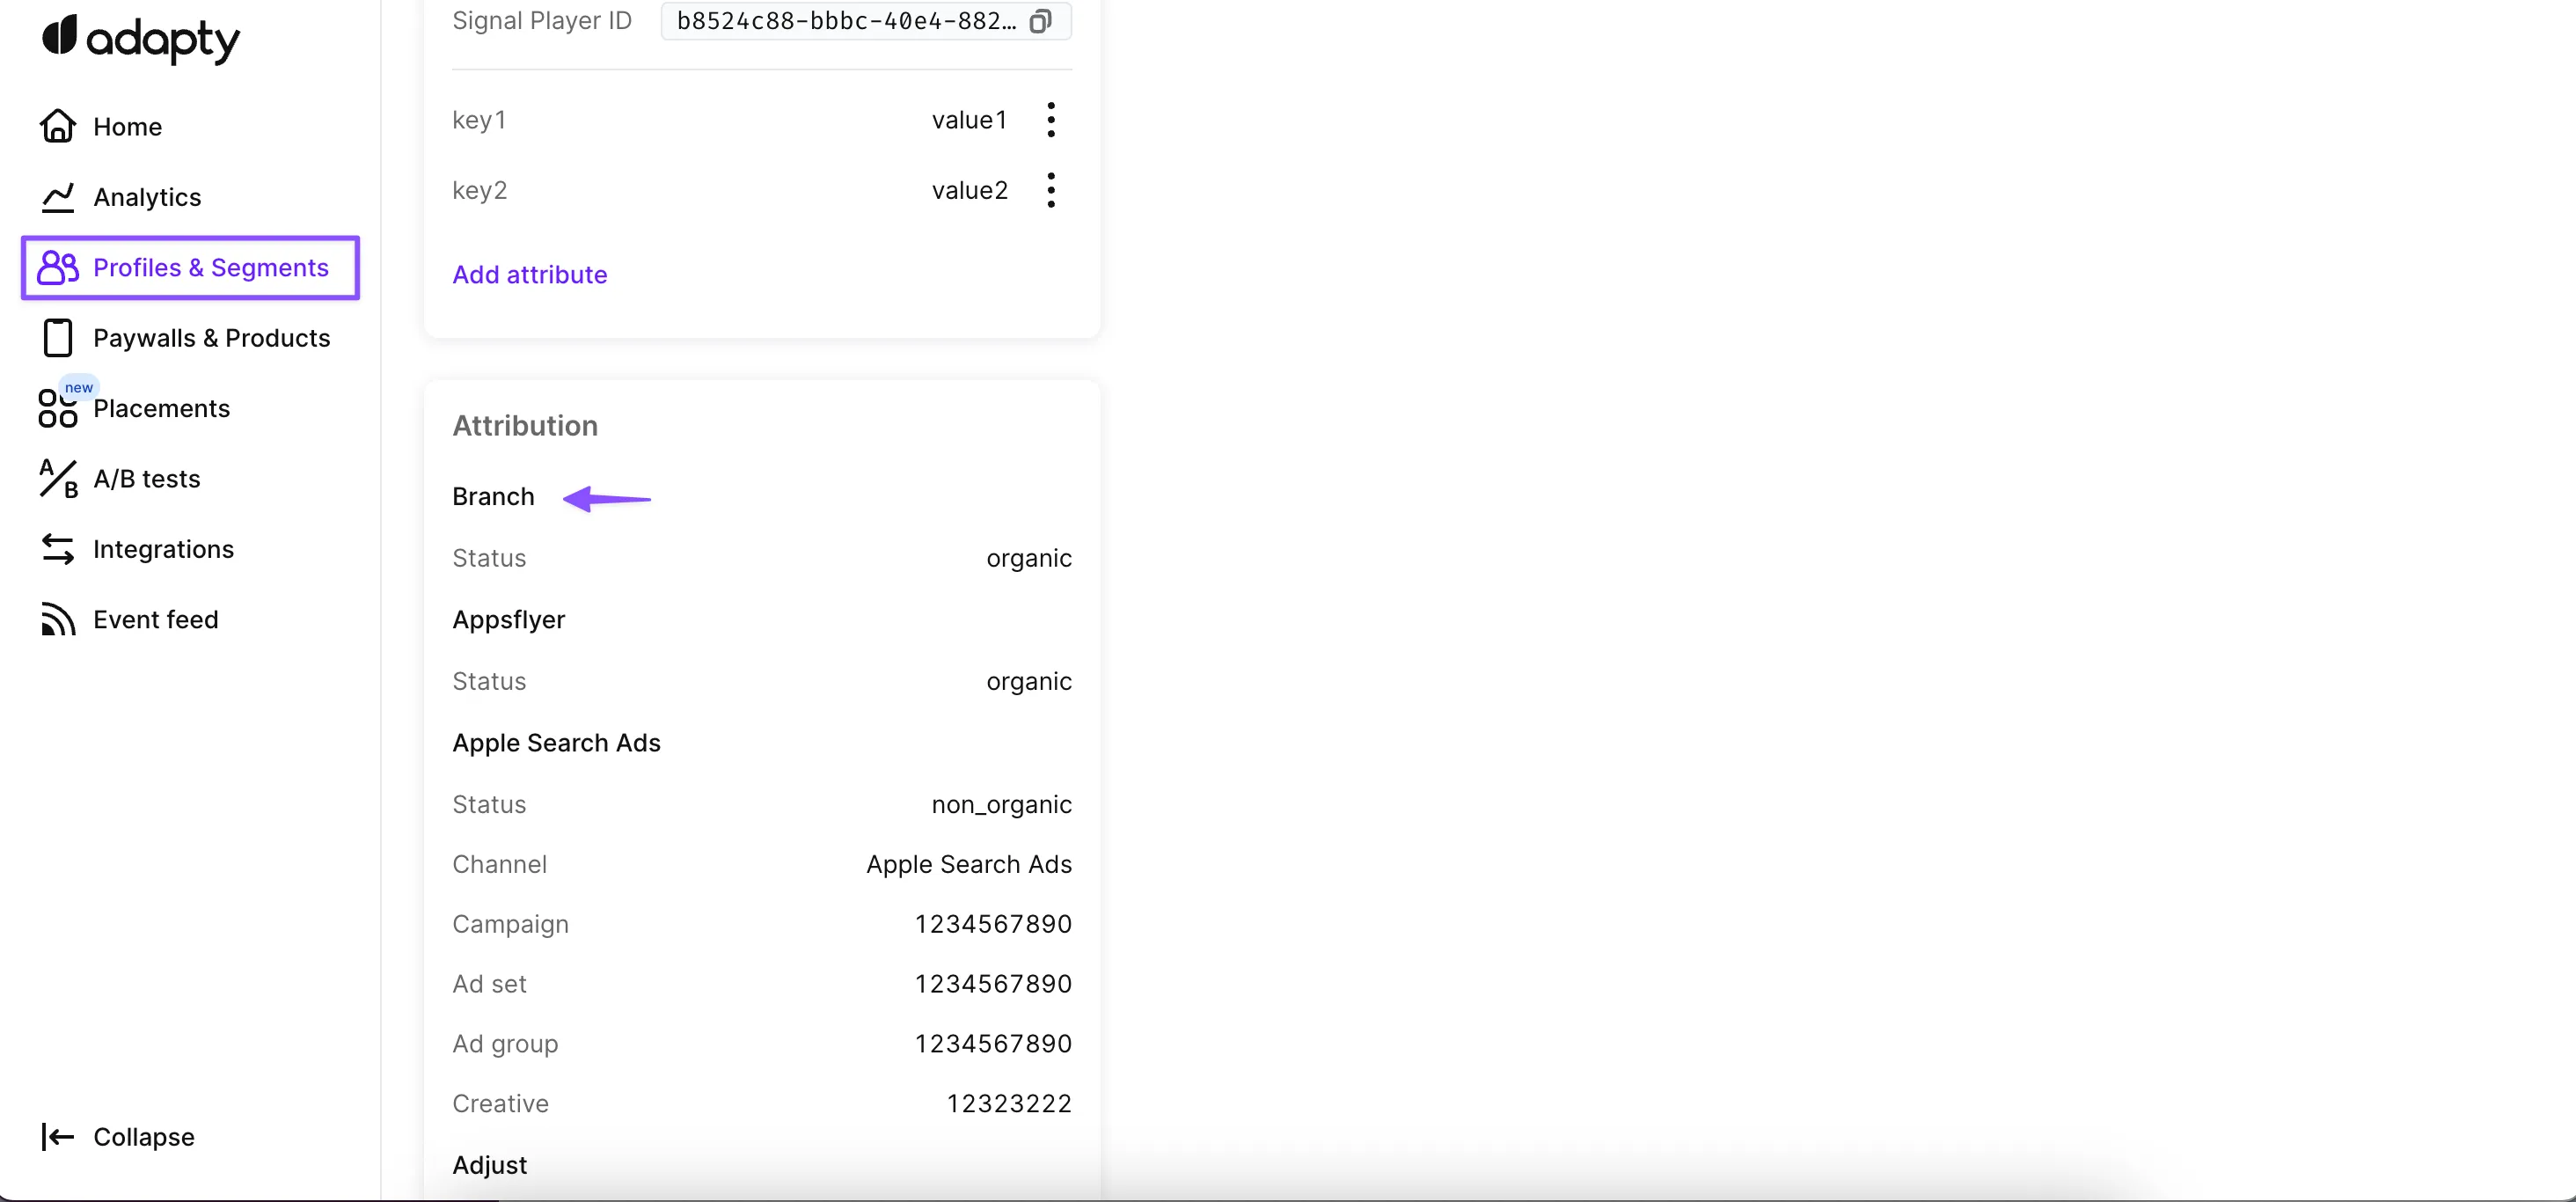 adapty
Home
Analytics
Profiles & Segments
Paywalls & Products
new
Placements
A/B tests
Integrations
Event feed
Collapse
Signal Player ID b8524c88-bbbc-40e4-882…
key1 value1
key2 value2
Add attribute
Attribution
Branch
Status organic
Appsflyer
Status organic
Apple Search Ads
Status non_organic
Channel Apple Search Ads
Campaign 1234567890
Ad set 1234567890
Ad group 1234567890
Creative 12323222
Adjust